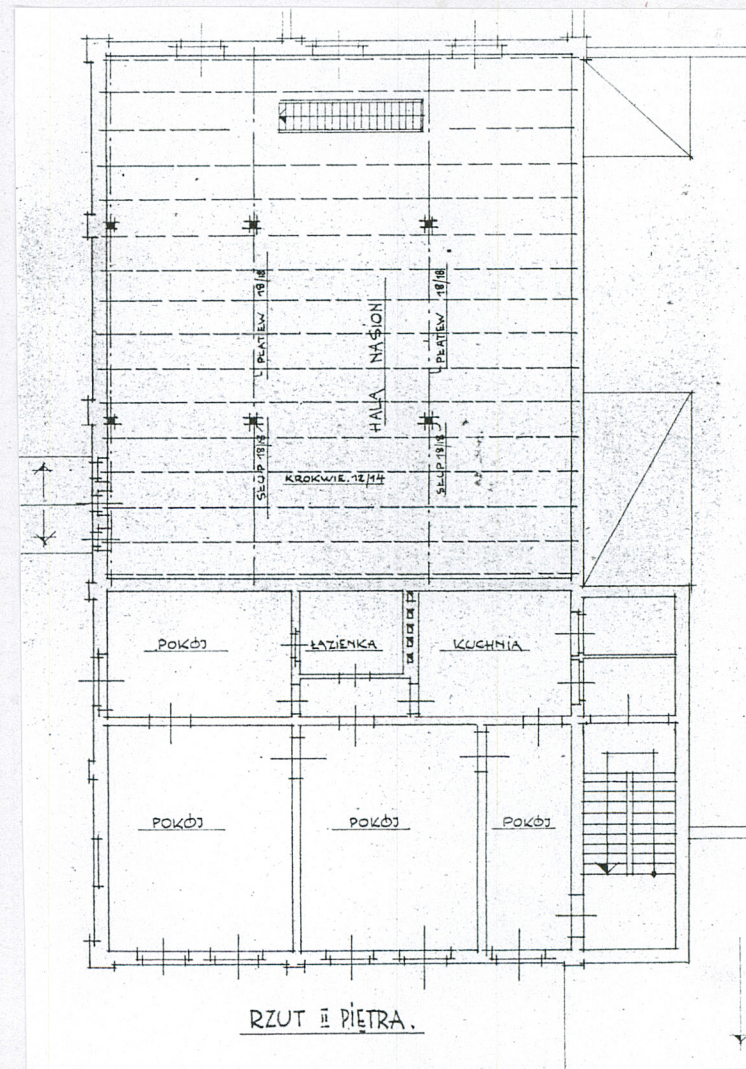 PŁATEW 18/18
PŁATEW 18/18
HALA NASION
SŁUP 18/18
SŁUP 18/18
KROKWIE 12/14
POKÓJ
ŁAZIENKA
KUCHNIA
POKÓJ
POKÓJ
POKÓJ
RZUT II PIĘTRA.